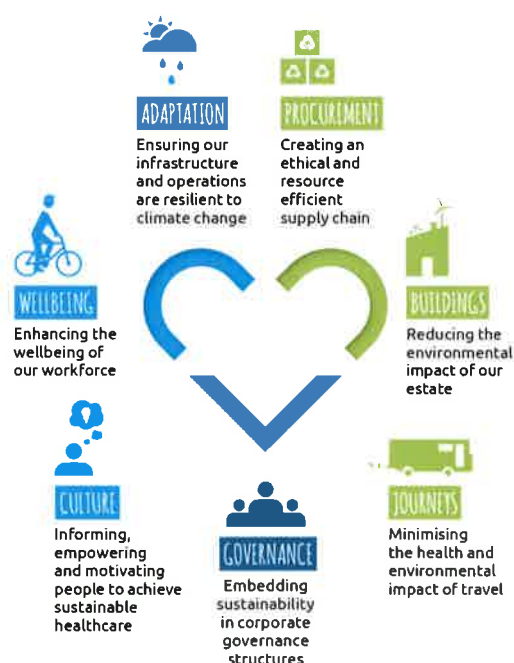 ADAPTATION
Ensuring our
infrastructure
and operations
are resilient to
climate change
PROCUREMENT
Creating an
ethical and
resource
efficient
supply chain
WELLBEING
Enhancing the
wellbeing of
our workforce
BUILDINGS
Reducing the
environmental
impact of our
estate
CULTURE
Informing,
empowering
and motivating
people to achieve
sustainable
healthcare
GOVERNANCE
Embedding
sustainability
in corporate
governance
structures
JOURNEYS
Minimising
the health and
environmental
impact of travel